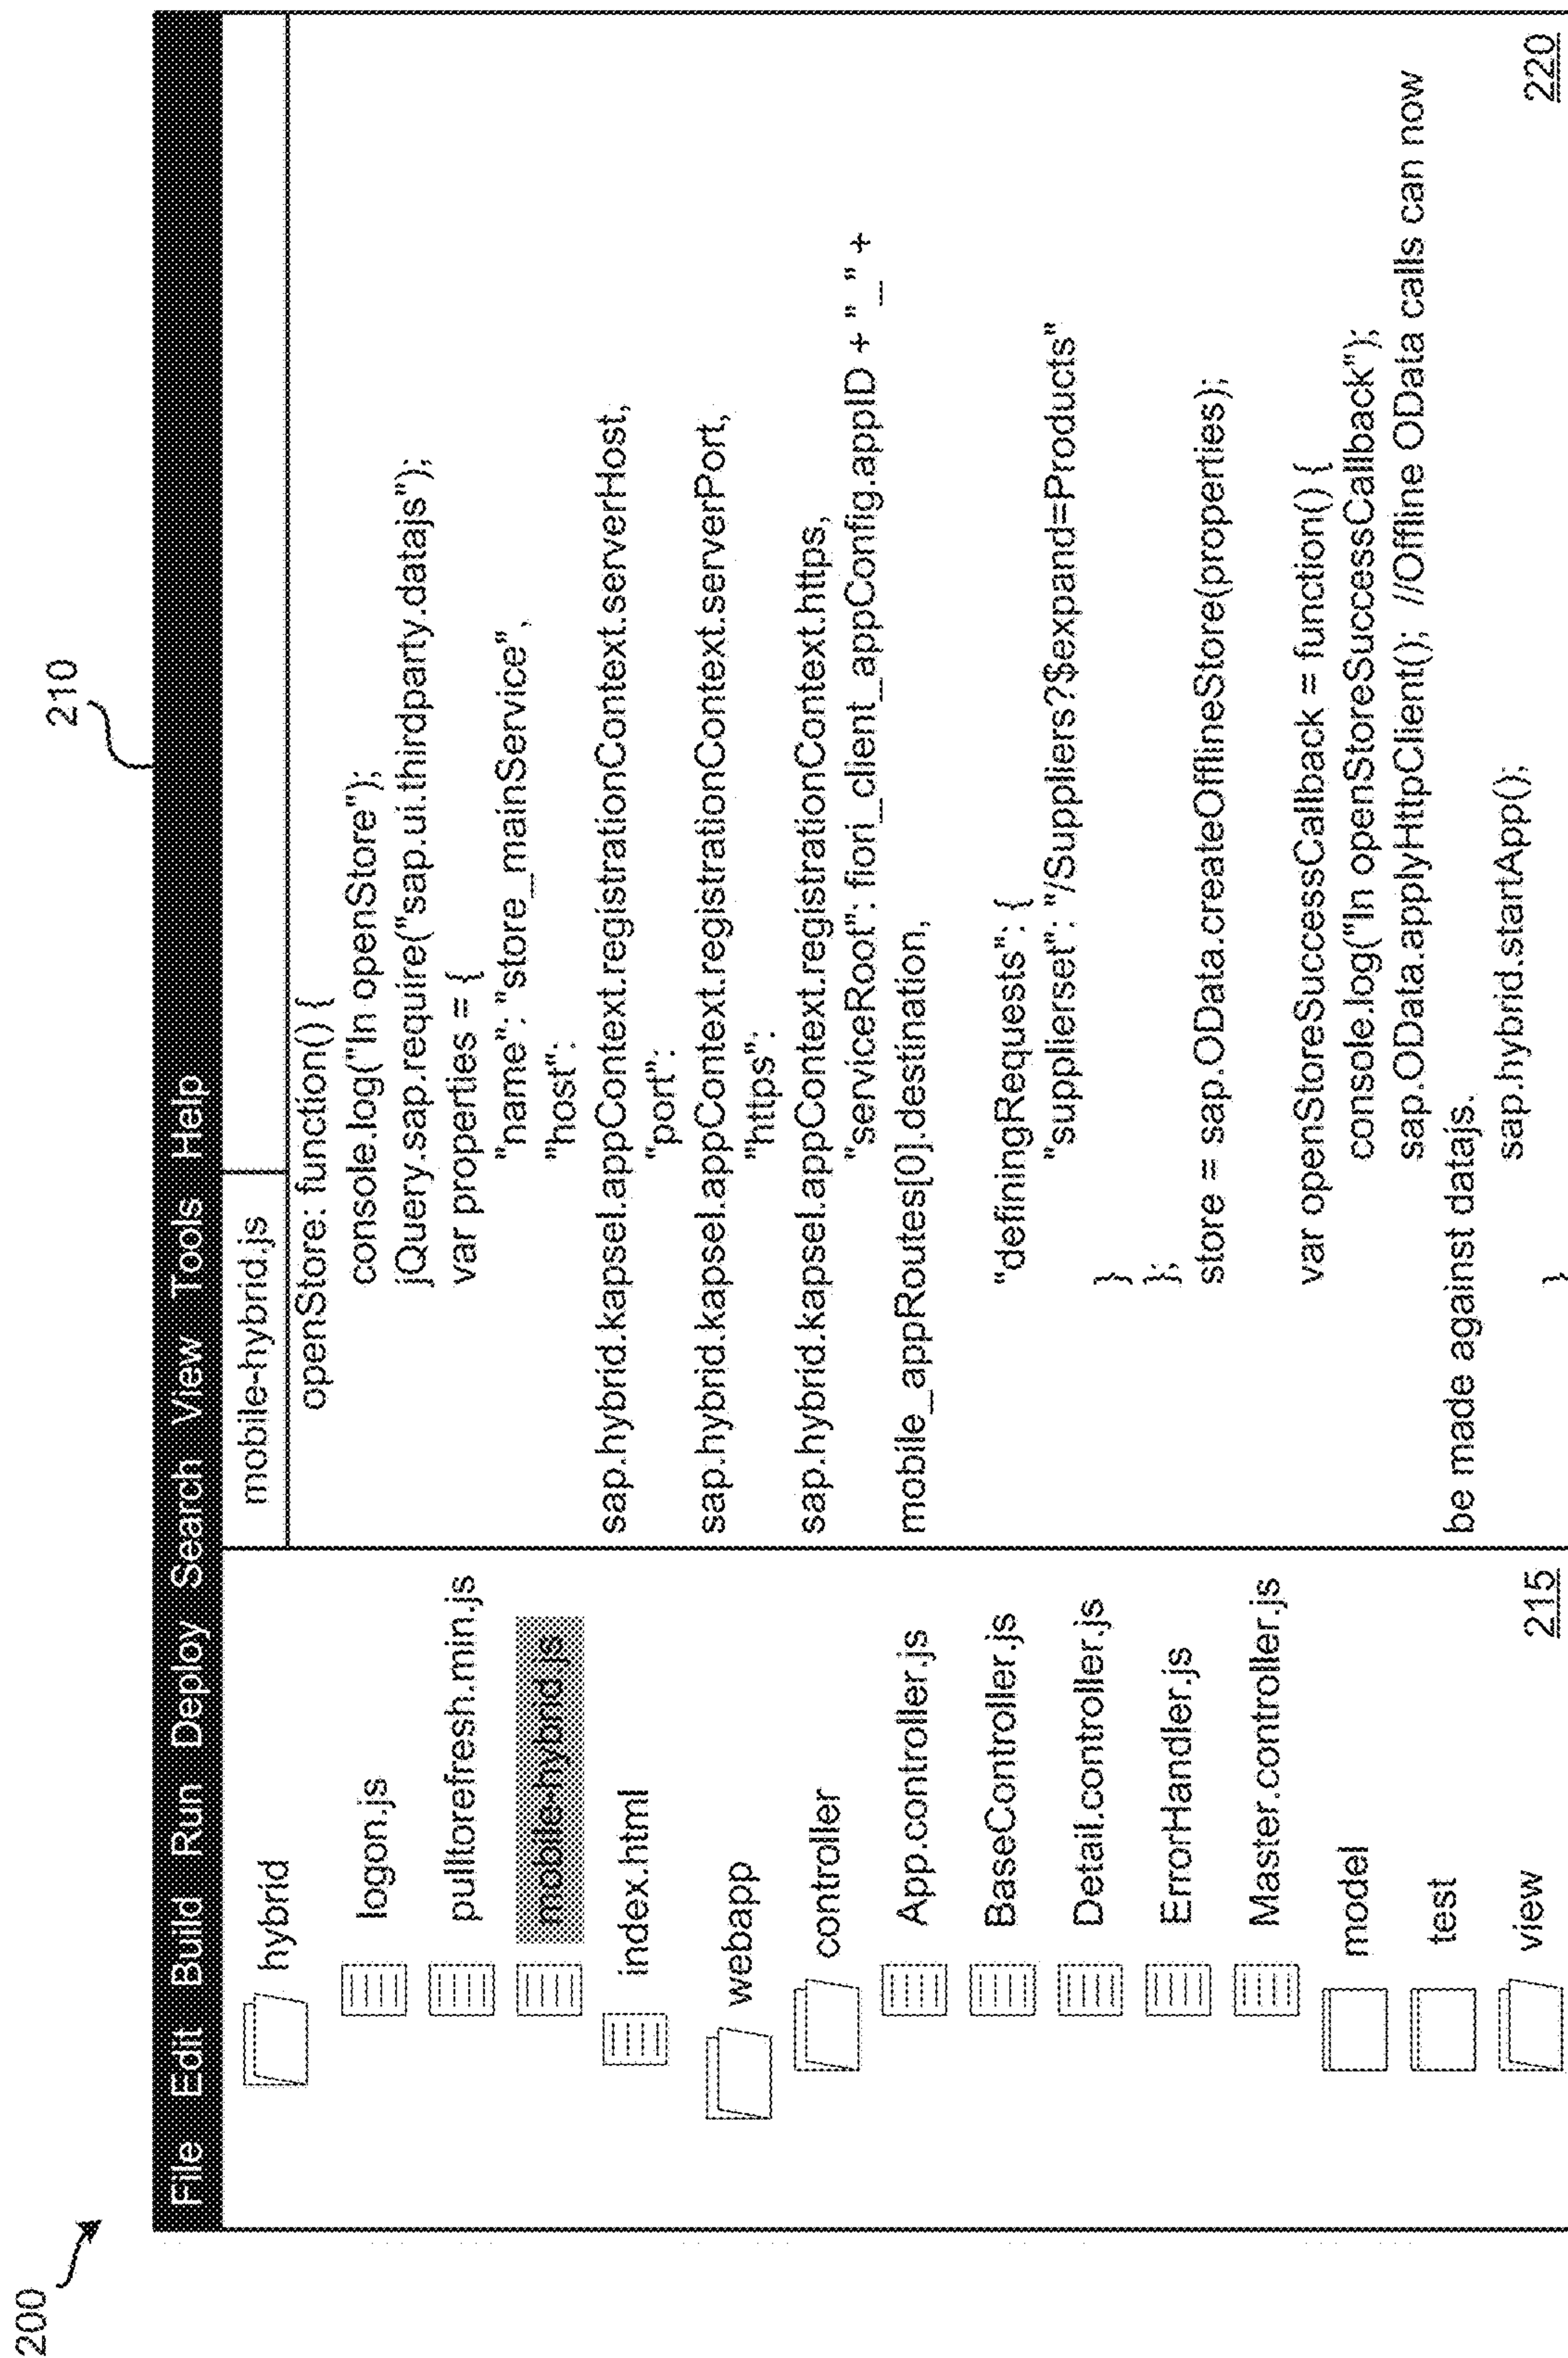 200
210
File Edit Build Run Deploy Search View Tools Help
hybrid
logon.js
pulltorefresh.min.js
mobile-hybrid.js
index.html
webapp
controller
App.controller.js
BaseController.js
Detail.controller.js
ErrorHandler.js
Master.controller.js
model
test
view
215
mobile-hybrid.js
openStore: function() {
console.log("In openStore");
jQuery.sap.require("sap.ui.thirdparty.datajs");
var properties = {
"name": "store_mainService",
"host":
sap.hybrid.kapsel.appContext.registrationContext.serverHost,
"port":
sap.hybrid.kapsel.appContext.registrationContext.serverPort,
"https":
sap.hybrid.kapsel.appContext.registrationContext.https,
"serviceRoot": fiori_client_appConfig.appID + "_" +
mobile_appRoutes[0].destination,
"definingRequests": {
"supplierset": "/Suppliers?$expand=Products"
}
};
store = sap.OData.createOfflineStore(properties);
var openStoreSuccessCallback = function() {
console.log("In openStoreSuccessCallback");
sap.OData.applyHttpClient(); //Offline OData calls can now
be made against datajs.
sap.hybrid.startApp();
}
220